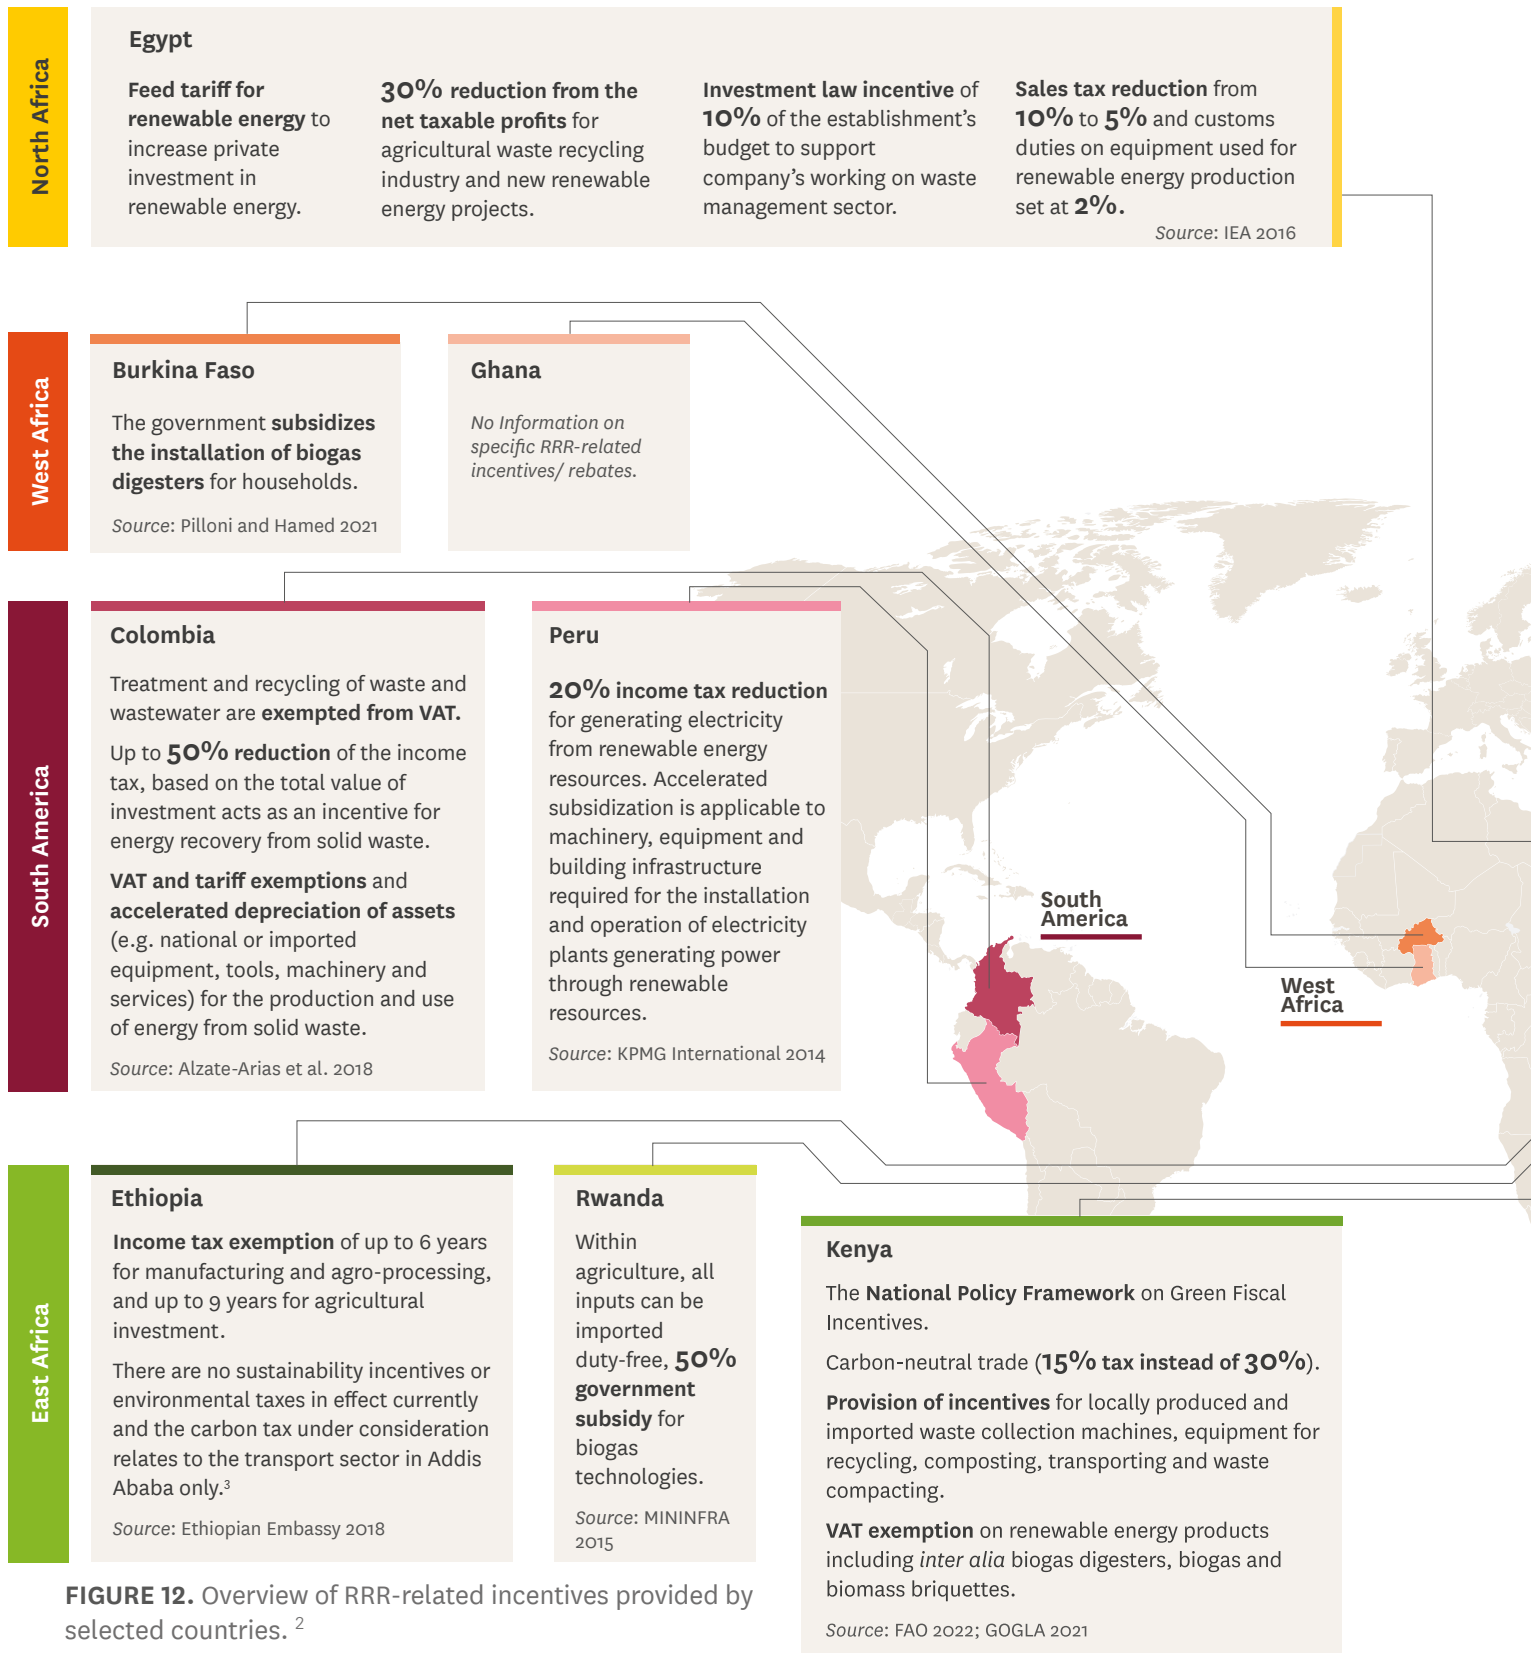 North Africa
Egypt
Feed tariff for
renewable energy to
increase private
investment in
renewable energy.
30% reduction from the
net taxable profits for
agricultural waste recycling
industry and new renewable
energy projects.
Investment law incentive of
10% of the establishment’s
budget to support
company’s working on waste
management sector.
Sales tax reduction from
10% to 5% and customs
duties on equipment used for
renewable energy production
set at 2%.
Source: IEA 2016
West Africa
Burkina Faso
The government subsidizes
the installation of biogas
digesters for households.
Source: Pilloni and Hamed 2021
Ghana
No Information on
specific RRR-related
incentives/ rebates.
South America
Colombia
Treatment and recycling of waste and
wastewater are exempted from VAT.
Up to 50% reduction of the income
tax, based on the total value of
investment acts as an incentive for
energy recovery from solid waste.
VAT and tariff exemptions and
accelerated depreciation of assets
(e.g. national or imported
equipment, tools, machinery and
services) for the production and use
of energy from solid waste.
Source: Alzate-Arias et al. 2018
Peru
20% income tax reduction
for generating electricity
from renewable energy
resources. Accelerated
subsidization is applicable to
machinery, equipment and
building infrastructure
required for the installation
and operation of electricity
plants generating power
through renewable
resources.
Source: KPMG International 2014
South
America
West
Africa
East Africa
Ethiopia
Income tax exemption of up to 6 years
for manufacturing and agro-processing,
and up to 9 years for agricultural
investment.
There are no sustainability incentives or
environmental taxes in effect currently
and the carbon tax under consideration
relates to the transport sector in Addis
Ababa only.³
Source: Ethiopian Embassy 2018
Rwanda
Within
agriculture, all
inputs can be
imported
duty-free, 50%
government
subsidy for
biogas
technologies.
Source: MININFRA
2015
Kenya
The National Policy Framework on Green Fiscal
Incentives.
Carbon-neutral trade (15% tax instead of 30%).
Provision of incentives for locally produced and
imported waste collection machines, equipment for
recycling, composting, transporting and waste
compacting.
VAT exemption on renewable energy products
including inter alia biogas digesters, biogas and
biomass briquettes.
Source: FAO 2022; GOGLA 2021
FIGURE 12. Overview of RRR-related incentives provided by
selected countries. ²